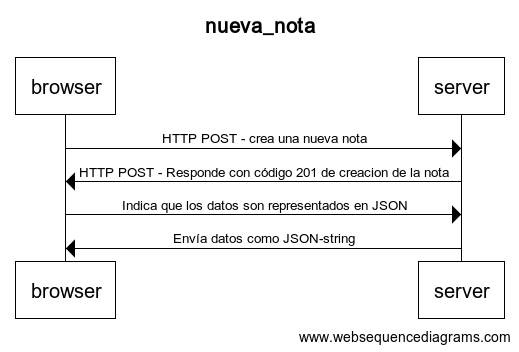 nueva_nota
browser
server
HTTP POST - crea una nueva nota
HTTP POST - Responde con código 201 de creacion de la nota
Indica que los datos son representados en JSON
Envía datos como JSON-string
browser
server
www.websequencediagrams.com